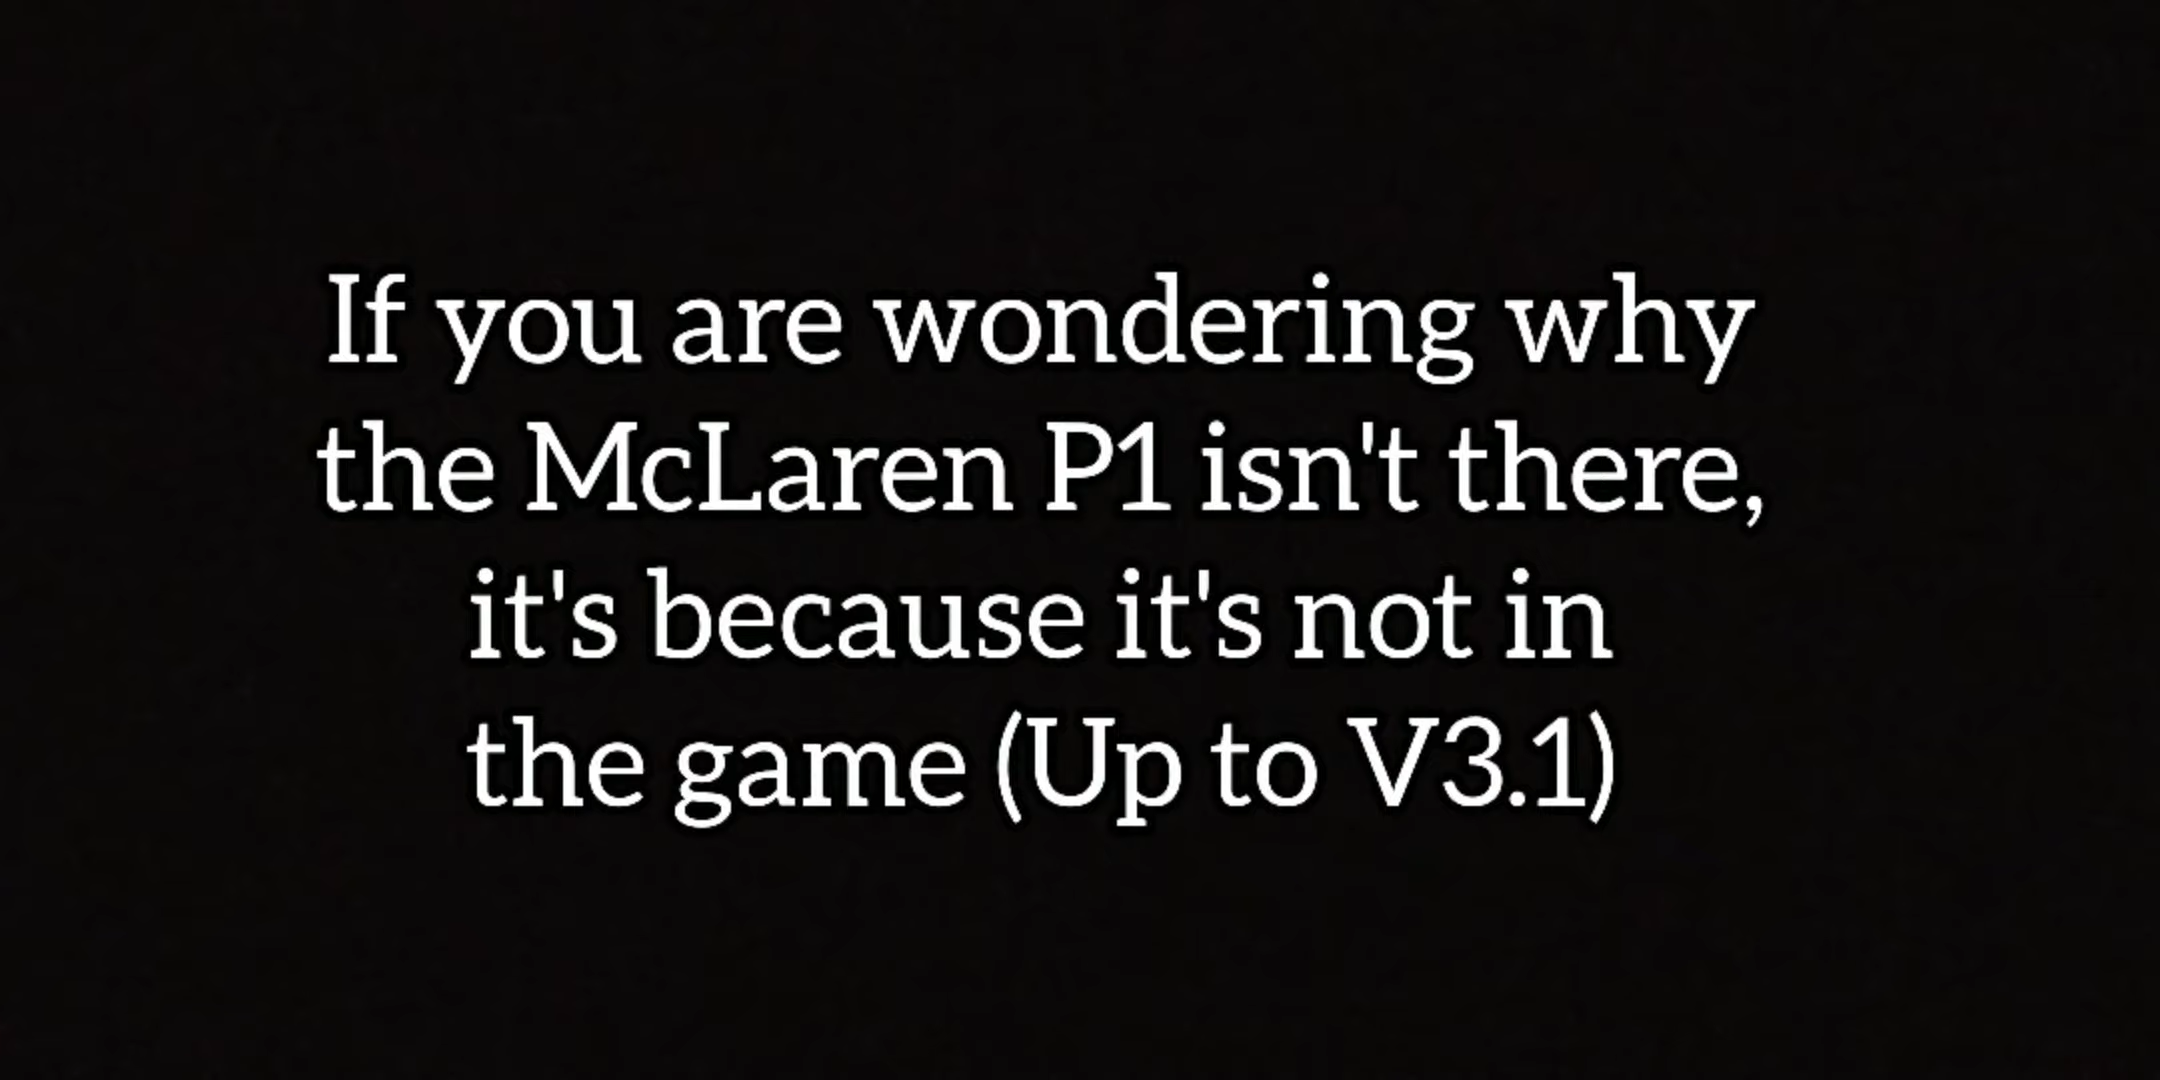 If you are wondering why
the McLaren P1 isn't there,
it's because it's not in
the game (Up to V3.1)